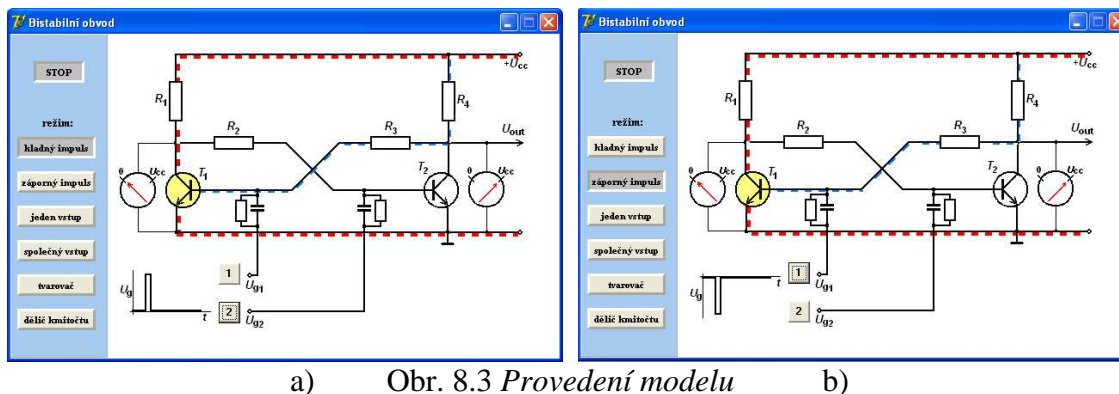 Bistabilní obvod
STOP
režim:
kladný impuls
záporný impuls
jeden vstup
společný vstup
tvarovač
dělič kmitočtu
+Ucc
R1
R4
R2
R3
Uout
0
Ucc
T1
T2
0
Ucc
1
Ug1
Ug
t
2
Ug2
Bistabilní obvod
STOP
režim:
kladný impuls
záporný impuls
jeden vstup
společný vstup
tvarovač
dělič kmitočtu
+Ucc
R1
R4
R2
R3
Uout
0
Ucc
T1
T2
0
Ucc
1
Ug1
Ug
t
2
Ug2
a) Obr. 8.3 Provedení modelu b)